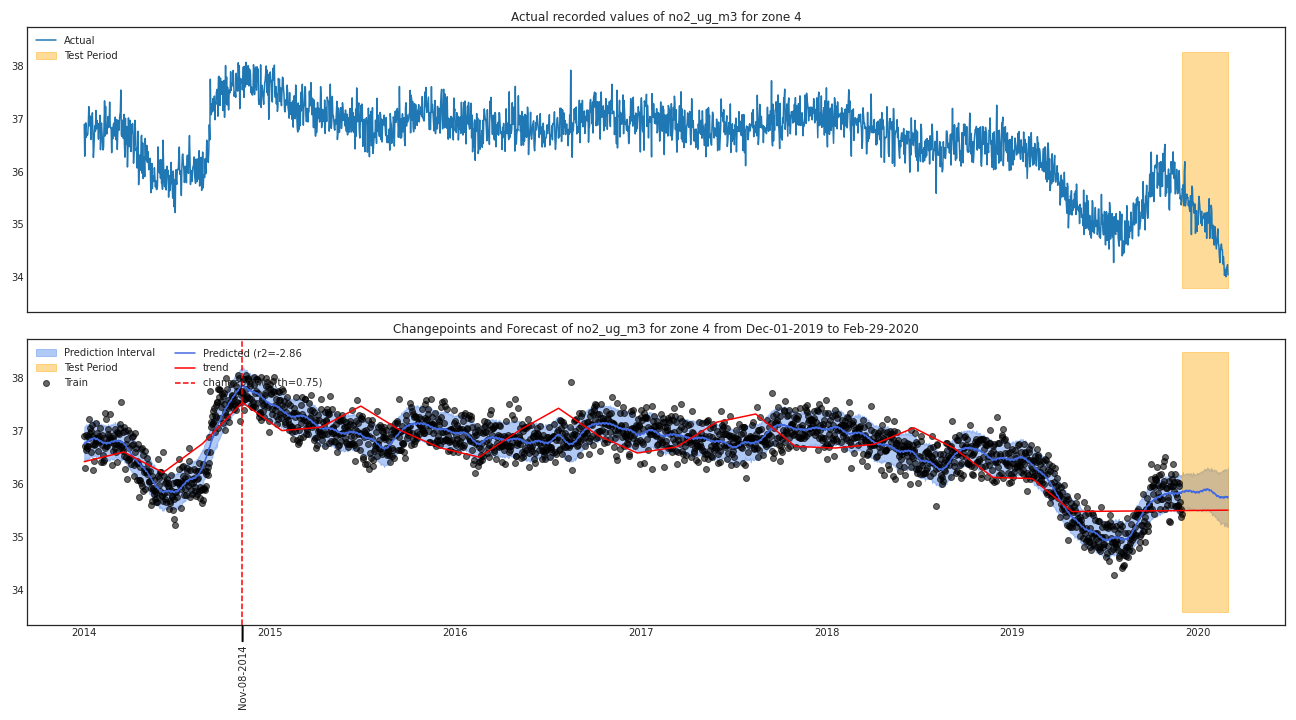 Actual recorded values of no2_ug_m3 for zone 4
Actual
Test Period
38
37
36
35
34
Changepoints and Forecast of no2_ug_m3 for zone 4 from Dec-01-2019 to Feb-29-2020
Prediction Interval
Test Period
Train
Predicted (r2=-2.86
trend
(th=0.75)
38
37
36
35
34
2014
2015
2016
2017
2018
2019
2020
Nov-08-2014